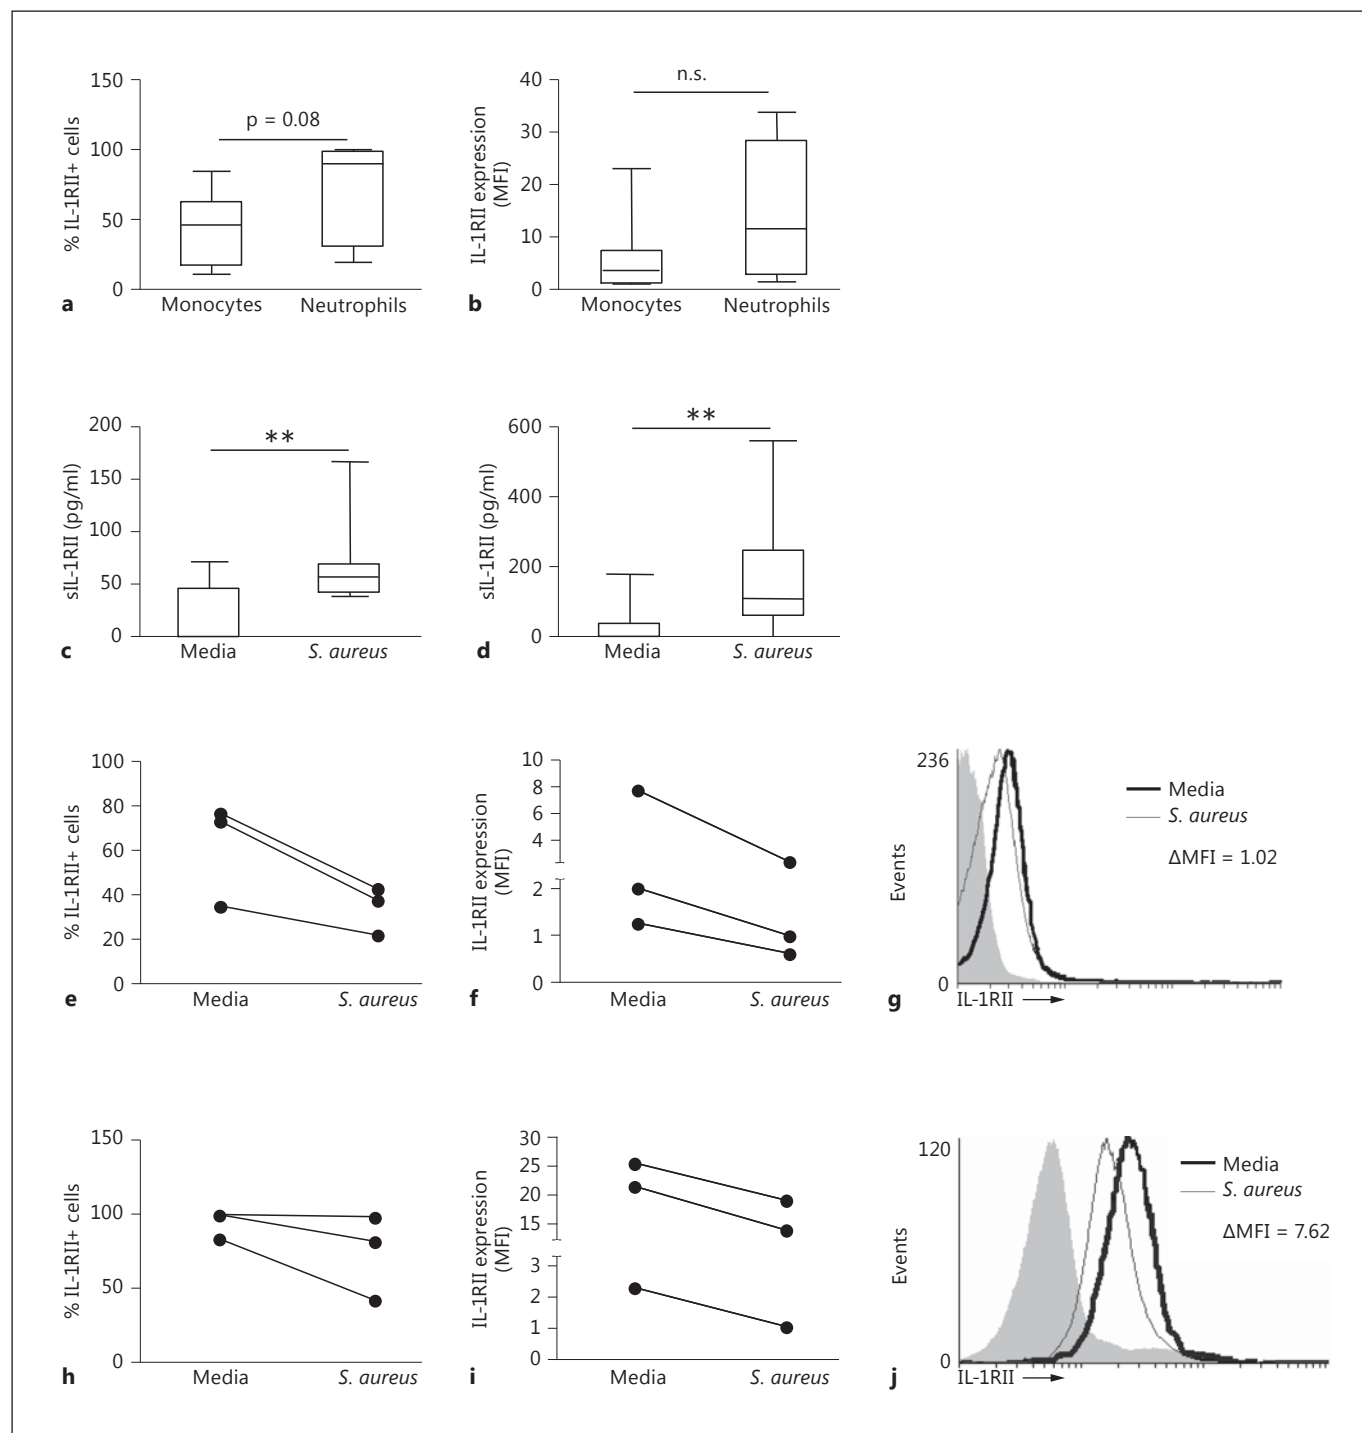 150
100
50
0
% IL-1RII+ cells
p = 0.08
Monocytes
Neutrophils
a
40
30
20
10
0
IL-1RII expression
(MFI)
n.s.
Monocytes
Neutrophils
b
200
150
100
50
0
sIL-1RII (pg/ml)
**
Media
S. aureus
c
600
400
200
0
sIL-1RII (pg/ml)
**
Media
S. aureus
d
100
80
60
40
20
0
% IL-1RII+ cells
Media
S. aureus
e
10
8
6
4
2
1
0
IL-1RII expression
(MFI)
Media
S. aureus
f
236
0
Events
Media
S. aureus
ΔMFI = 1.02
IL-1RII
g
150
100
50
0
% IL-1RII+ cells
Media
S. aureus
h
30
25
20
15
3
2
1
0
IL-1RII expression
(MFI)
Media
S. aureus
i
120
0
Events
Media
S. aureus
ΔMFI = 7.62
IL-1RII
j